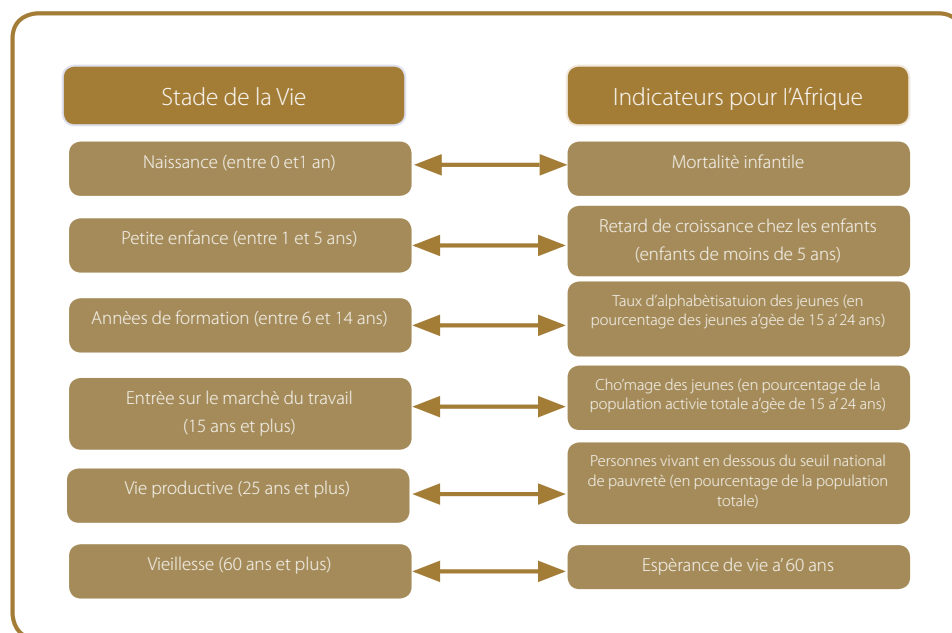 Stade de la Vie
Indicateurs pour l'Afrique
Naissance (entre 0 et1 an)
Mortalitè infantile
Petite enfance (entre 1 et 5 ans)
Retard de croissance chez les enfants
(enfants de moins de 5 ans)
Annèes de formation (entre 6 et 14 ans)
Taux d'alphabètisatuion des jeunes (en
pourcentage des jeunes a'gèe de 15 a' 24 ans)
Entrèe sur le marchè du travail
(15 ans et plus)
Cho'mage des jeunes (en pourcentage de la
population activie totale a'gèe de 15 a' 24 ans)
Vie productive (25 ans et plus)
Personnes vivant en dessous du seuil national
de pauvretè (en pourcentage de la population
totale)
Vieillesse (60 ans et plus)
Espèrance de vie a' 60 ans